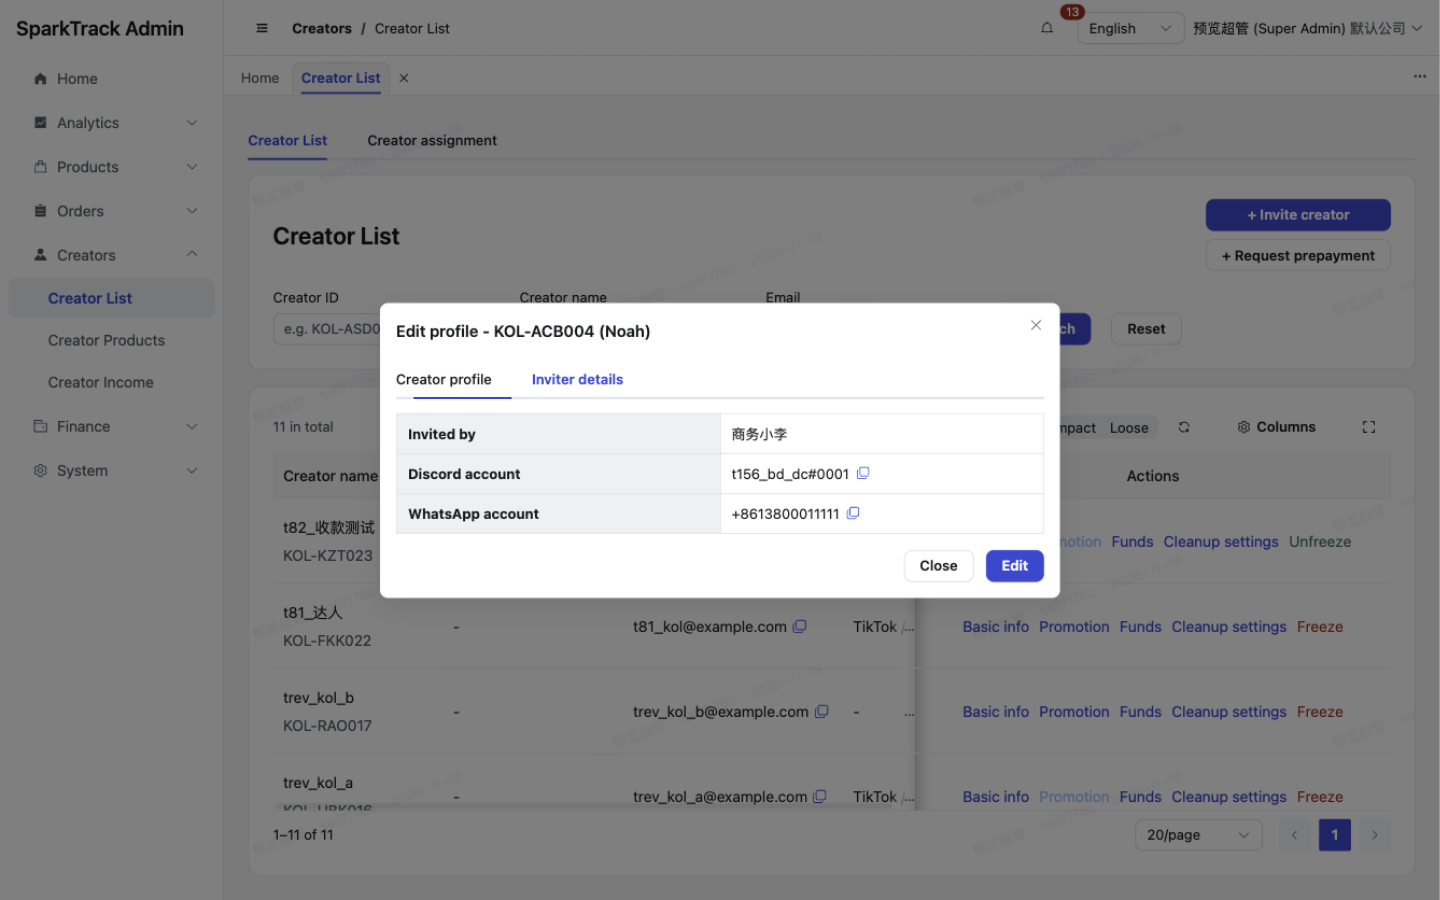 SparkTrack Admin
Creators / Creator List
13
English
预览超管 (Super Admin) 默认公司
Home
Analytics
Products
Orders
Creators
Creator List
Creator Products
Creator Income
Finance
System
Home
Creator List
Creator List
Creator assignment
Creator List
+ Invite creator
+ Request prepayment
Creator ID
Creator name
Email
e.g. KOL-ASD0
ch
Reset
Edit profile - KOL-ACB004 (Noah)
Creator profile
Inviter details
Invited by
商务小李
Discord account
t156_bd_dc#0001
WhatsApp account
+8613800011111
Close
Edit
11 in total
mpact
Loose
Columns
Creator name
Actions
t82_收款测试
KOL-KZT023
motion Funds Cleanup settings Unfreeze
t81_达人
KOL-FKK022
-
t81_kol@example.com
TikTok /...
Basic info Promotion Funds Cleanup settings Freeze
trev_kol_b
KOL-RAO017
-
trev_kol_b@example.com
-
...
Basic info Promotion Funds Cleanup settings Freeze
trev_kol_a
KOL-UBK016
-
trev_kol_a@example.com
TikTok /...
Basic info Promotion Funds Cleanup settings Freeze
1–11 of 11
20/page
1